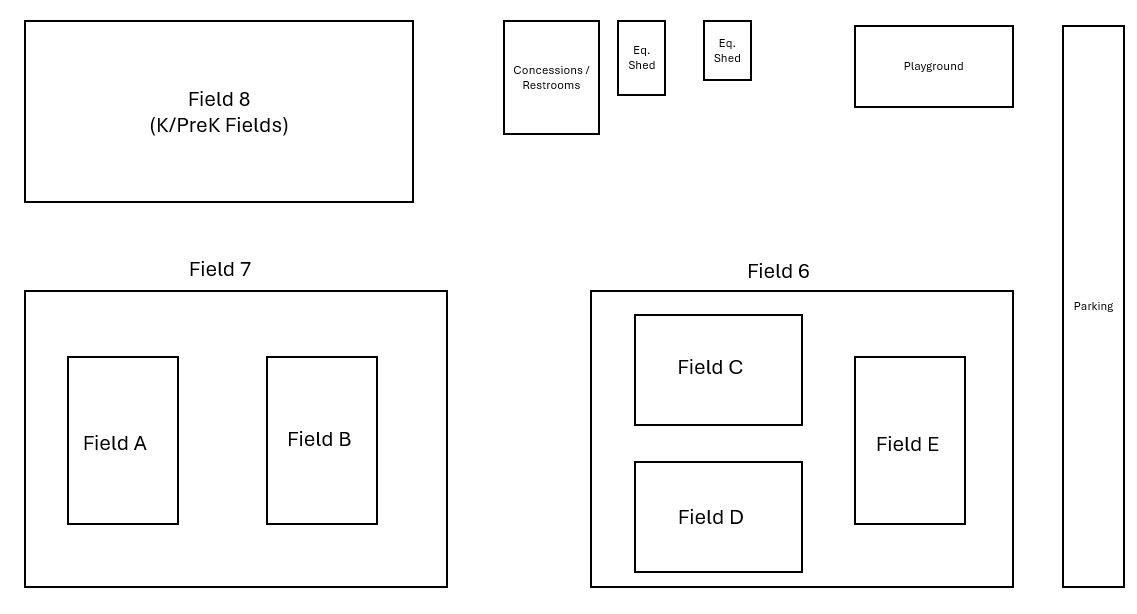 Field 8
(K/PreK Fields)
Concessions /
Restrooms
Eq.
Shed
Eq.
Shed
Playground
Parking
Field 7
Field A
Field B
Field 6
Field C
Field D
Field E